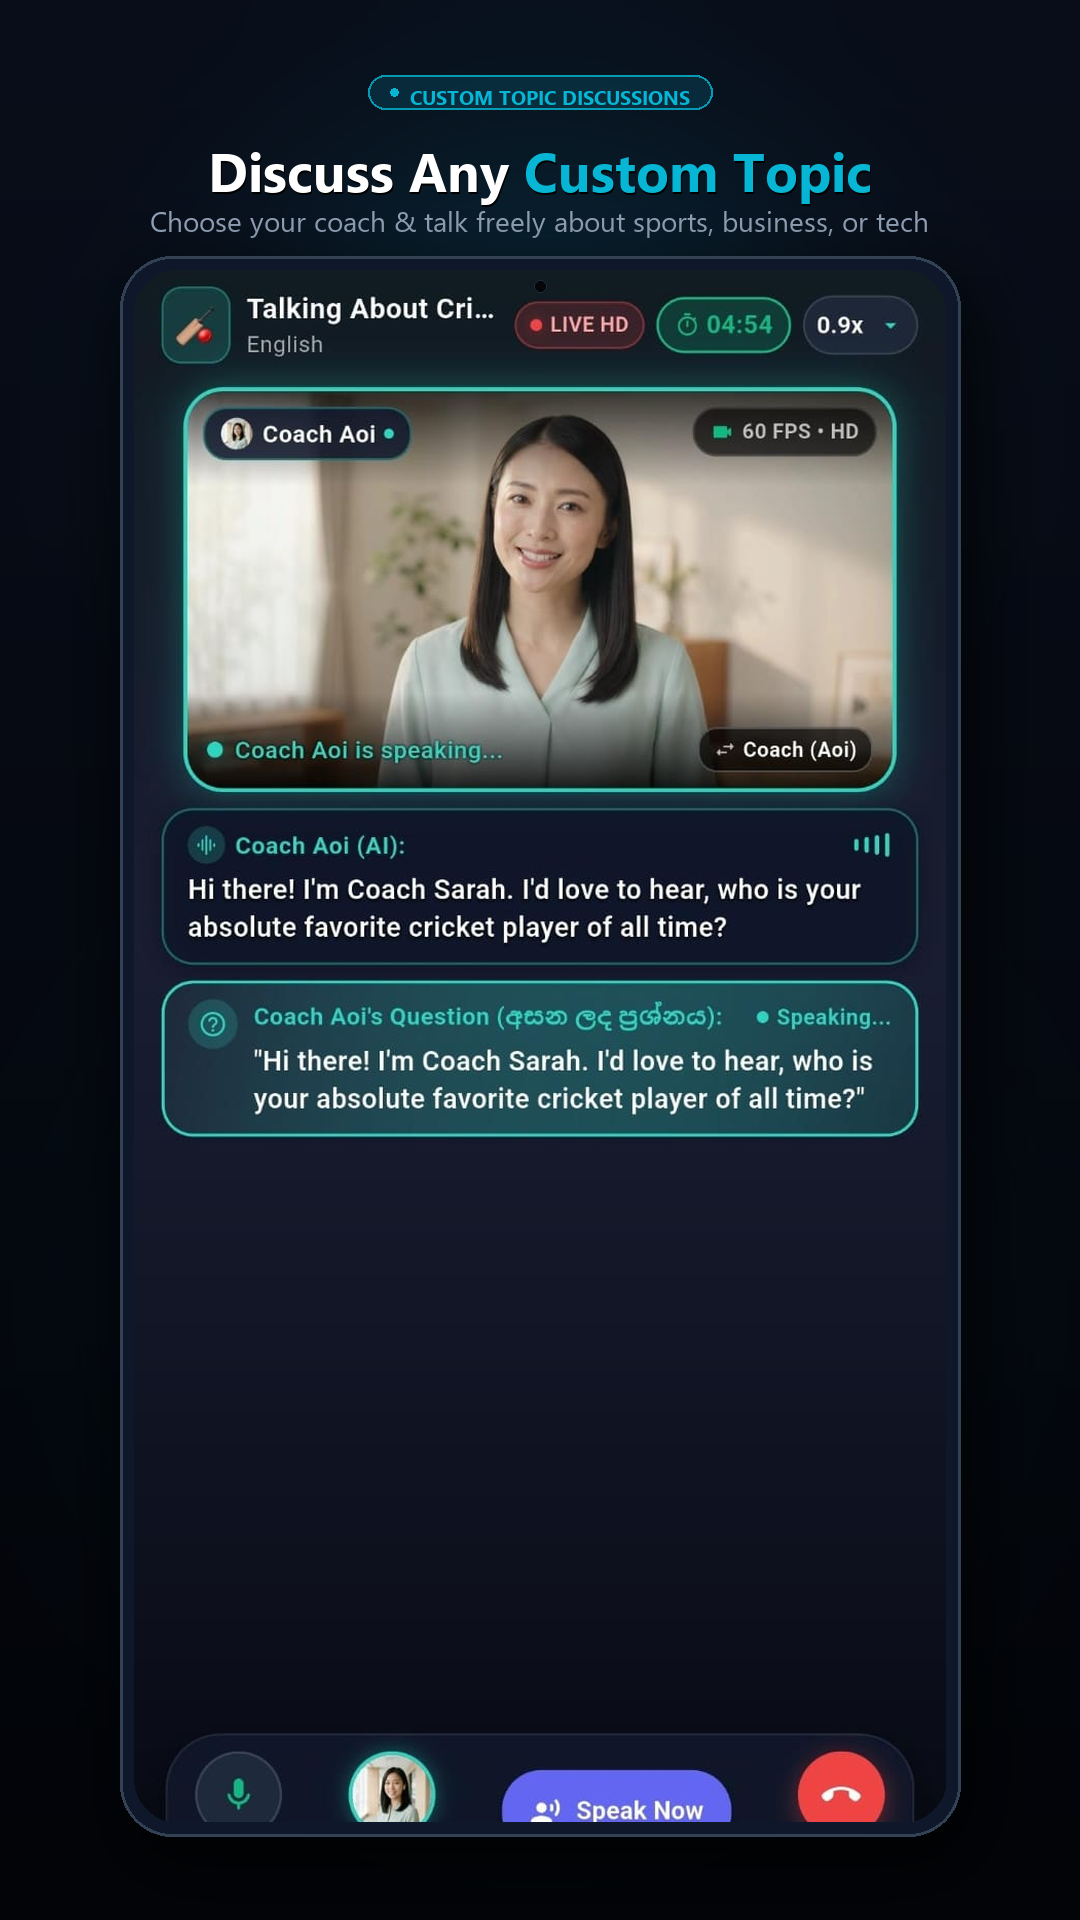 CUSTOM TOPIC DISCUSSIONS
Discuss Any Custom Topic
Choose your coach & talk freely about sports, business, or tech
Talking About Cri...
English
LIVE HD
04:54
0.9x
Coach Aoi
60 FPS • HD
Coach Aoi is speaking...
Coach (Aoi)
Coach Aoi (AI):
Hi there! I'm Coach Sarah. I'd love to hear, who is your
absolute favorite cricket player of all time?
Coach Aoi's Question (අසන ලද ප්‍රශ්නය):
Speaking...
"Hi there! I'm Coach Sarah. I'd love to hear, who is
your absolute favorite cricket player of all time?"
Speak Now